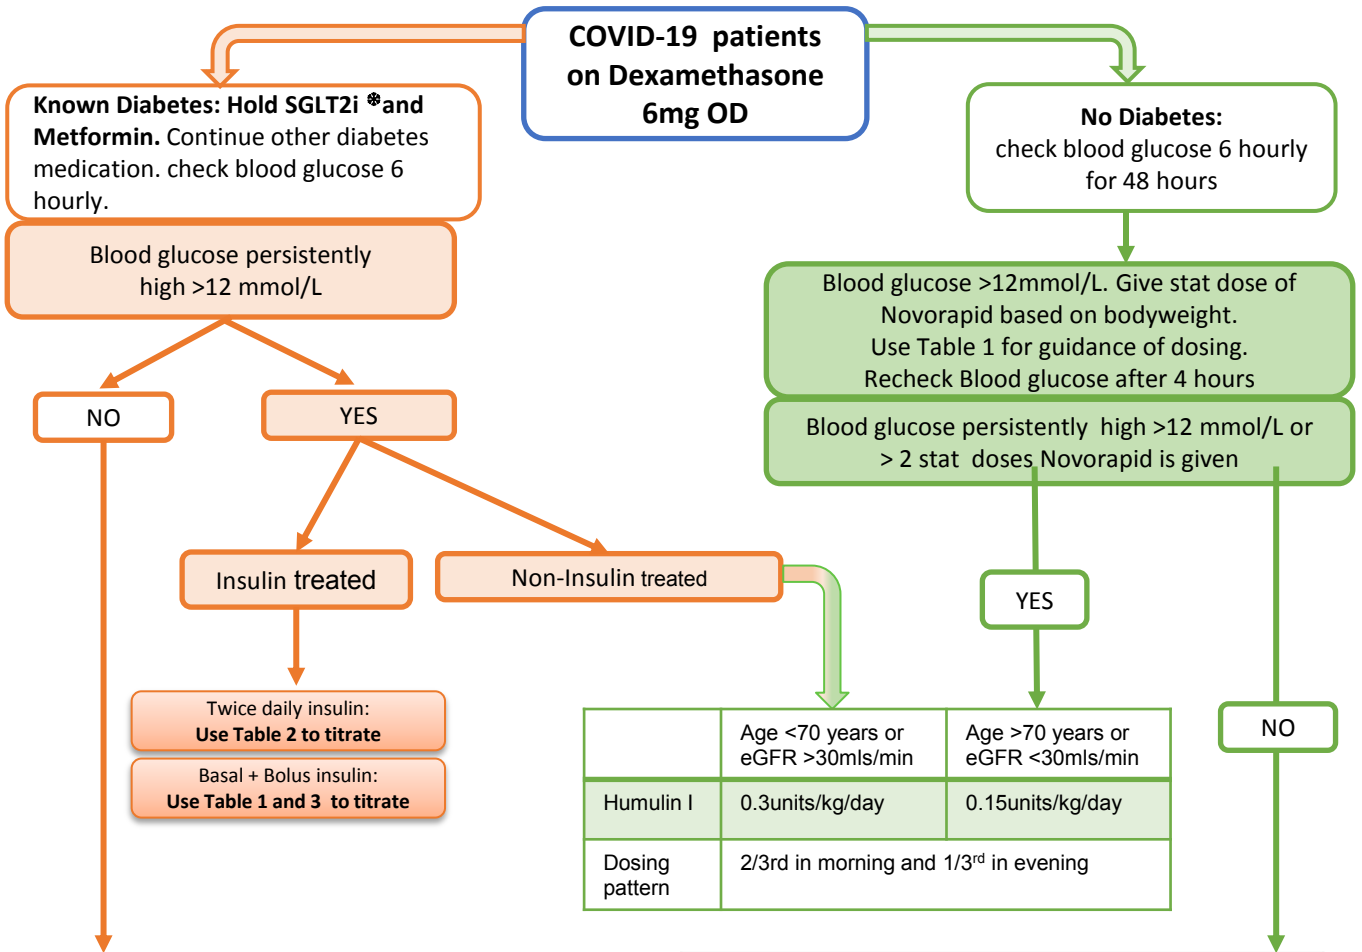 COVID-19 patients
on Dexamethasone
6mg OD
Known Diabetes: Hold SGLT2i ❄and
Metformin. Continue other diabetes
medication. check blood glucose 6
hourly.
No Diabetes:
check blood glucose 6 hourly
for 48 hours
Blood glucose persistently
high >12 mmol/L
Blood glucose >12mmol/L. Give stat dose of
Novorapid based on bodyweight.
Use Table 1 for guidance of dosing.
Recheck Blood glucose after 4 hours
NO
YES
Blood glucose persistently high >12 mmol/L or
> 2 stat doses Novorapid is given
Insulin treated
Non-Insulin treated
YES
NO
Twice daily insulin:
Use Table 2 to titrate
Basal + Bolus insulin:
Use Table 1 and 3 to titrate
Age <70 years or
eGFR >30mls/min
Age >70 years or
eGFR <30mls/min
Humulin I
0.3units/kg/day
0.15units/kg/day
Dosing
pattern
2/3rd in morning and 1/3rd in evening